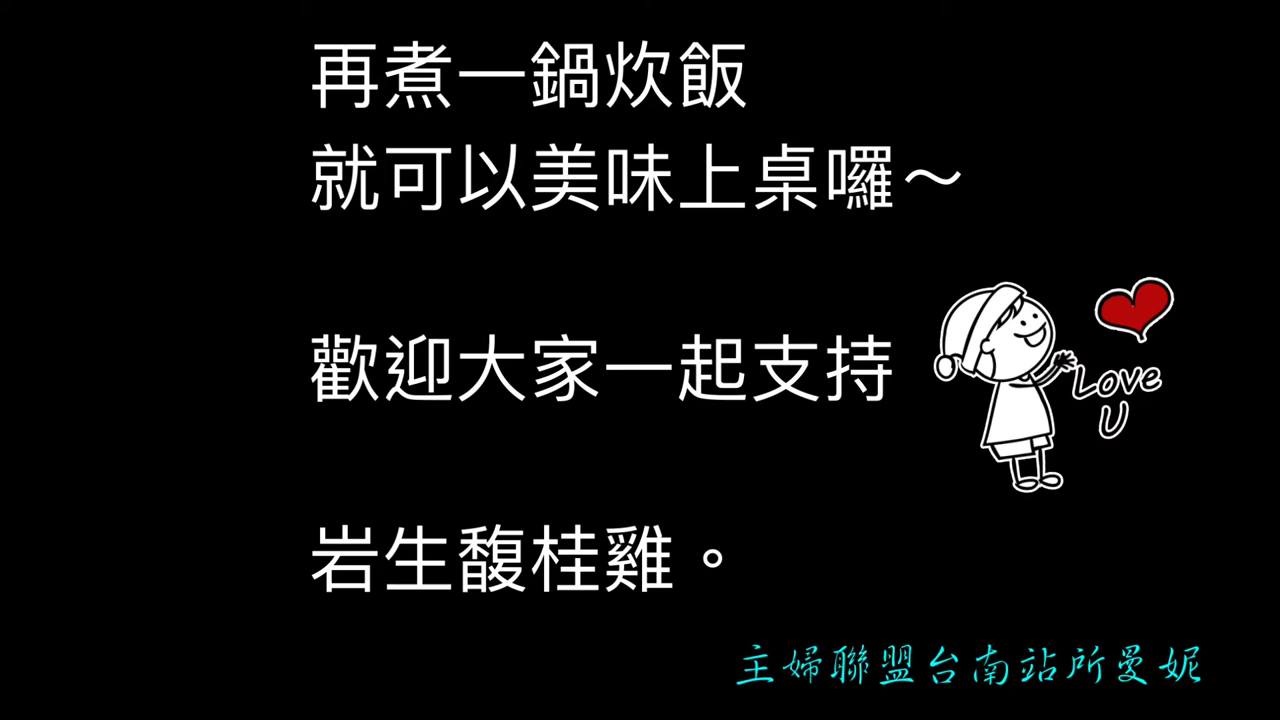 再煮一鍋炊飯
就可以美味上桌囉～
歡迎大家一起支持
Love
U
岩生馥桂雞。
主婦聯盟台南站所曼妮